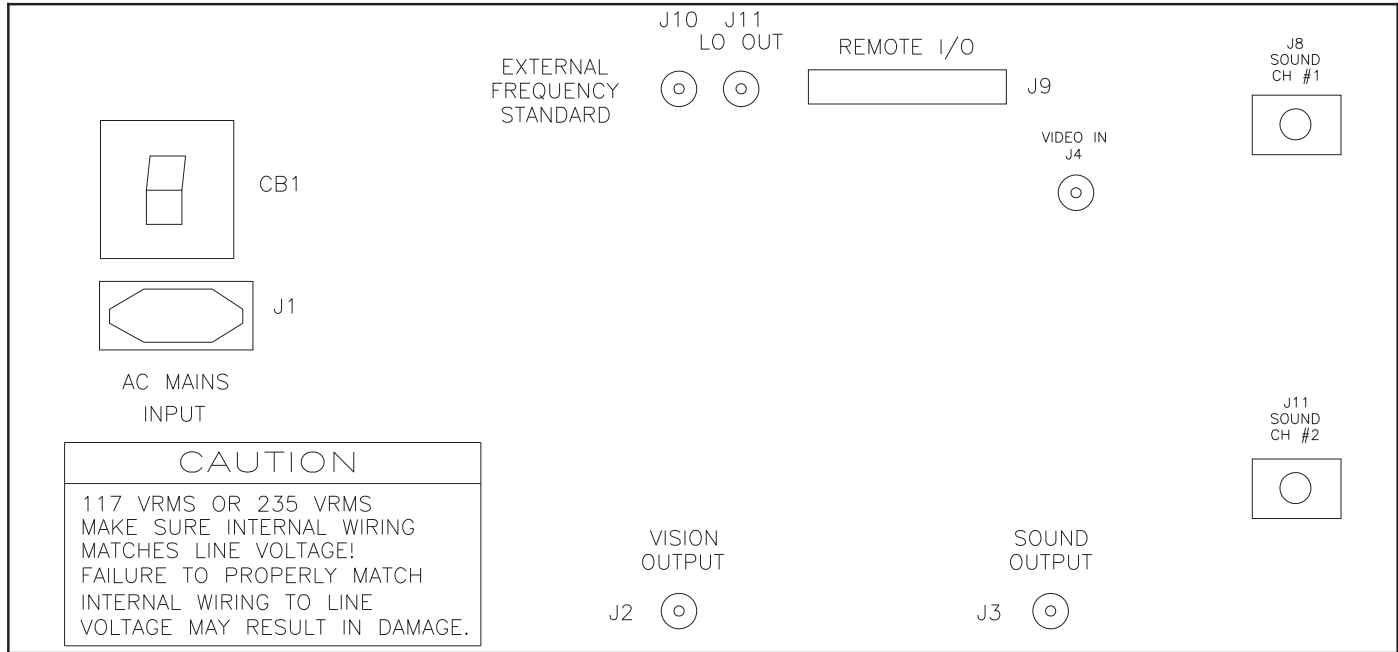 J10 J11
LO OUT
EXTERNAL
FREQUENCY
STANDARD
REMOTE I/O
J9
J8
SOUND
CH #1
VIDEO IN
J4
CB1
J1
AC MAINS
INPUT
CAUTION
117 VRMS OR 235 VRMS
MAKE SURE INTERNAL WIRING
MATCHES LINE VOLTAGE!
FAILURE TO PROPERLY MATCH
INTERNAL WIRING TO LINE
VOLTAGE MAY RESULT IN DAMAGE.
J11
SOUND
CH #2
VISION
OUTPUT
J2
SOUND
OUTPUT
J3